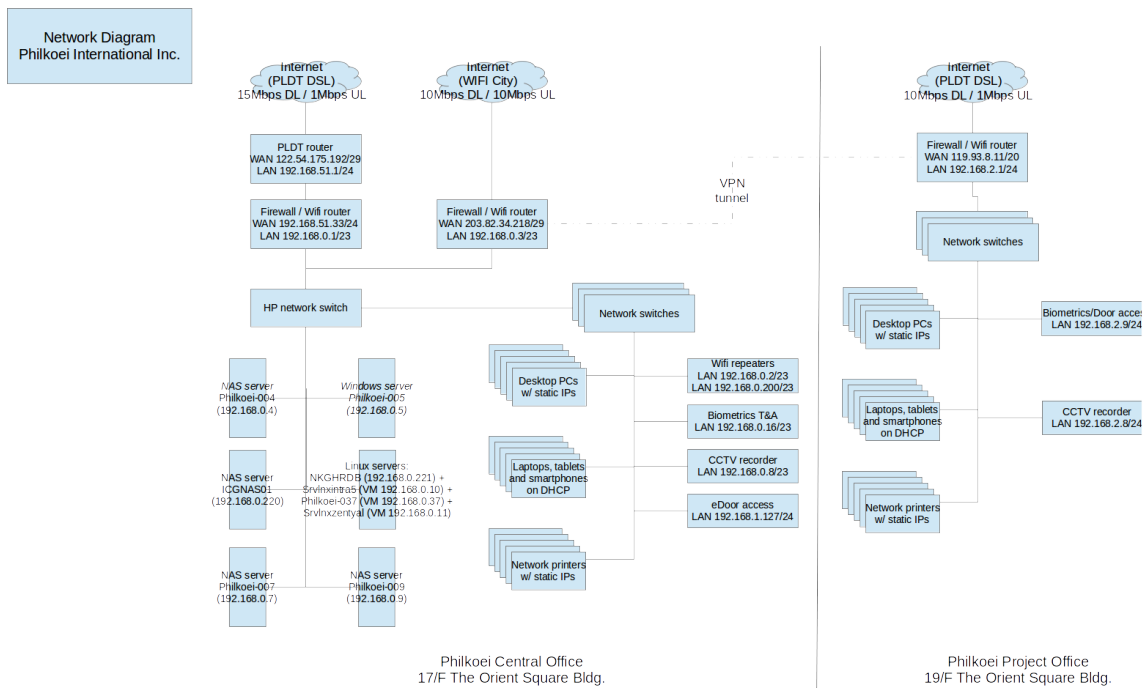 Network Diagram
Philkoei International Inc.
Internet
(PLDT DSL)
15Mbps DL / 1Mbps UL
Internet
(WIFI City)
10Mbps DL / 10Mbps UL
Internet
(PLDT DSL)
10Mbps DL / 1Mbps UL
PLDT router
WAN 122.54.175.192/29
LAN 192.168.51.1/24
Firewall / Wifi router
WAN 119.93.8.11/20
LAN 192.168.2.1/24
VPN
tunnel
Firewall / Wifi router
WAN 192.168.51.33/24
LAN 192.168.0.1/23
Firewall / Wifi router
WAN 203.82.34.218/29
LAN 192.168.0.3/23
Network switches
HP network switch
Network switches
Desktop PCs
w/ static IPs
Biometrics/Door acces
LAN 192.168.2.9/24
NAS server
Philkoei-004
(192.168.0.4)
Windows server
Philkoei-005
(192.168.0.5)
Desktop PCs
w/ static IPs
Wifi repeaters
LAN 192.168.0.2/23
LAN 192.168.0.200/23
Biometrics T&A
LAN 192.168.0.16/23
Laptops, tablets
and smartphones
on DHCP
CCTV recorder
LAN 192.168.2.8/24
NAS server
ICGNAS01
(192.168.0.220)
Linux servers:
NKGHRDB (192.168.0.221) +
Srvlnxintra5 (VM 192.168.0.10) +
Philkoei-037 (VM 192.168.0.37) +
Srvlnxzentyal (VM 192.168.0.11)
Laptops, tablets
and smartphones
on DHCP
CCTV recorder
LAN 192.168.0.8/23
eDoor access
LAN 192.168.1.127/24
Network printers
w/ static IPs
NAS server
Philkoei-007
(192.168.0.7)
NAS server
Philkoei-009
(192.168.0.9)
Network printers
w/ static IPs
Philkoei Central Office
17/F The Orient Square Bldg.
Philkoei Project Office
19/F The Orient Square Bldg.